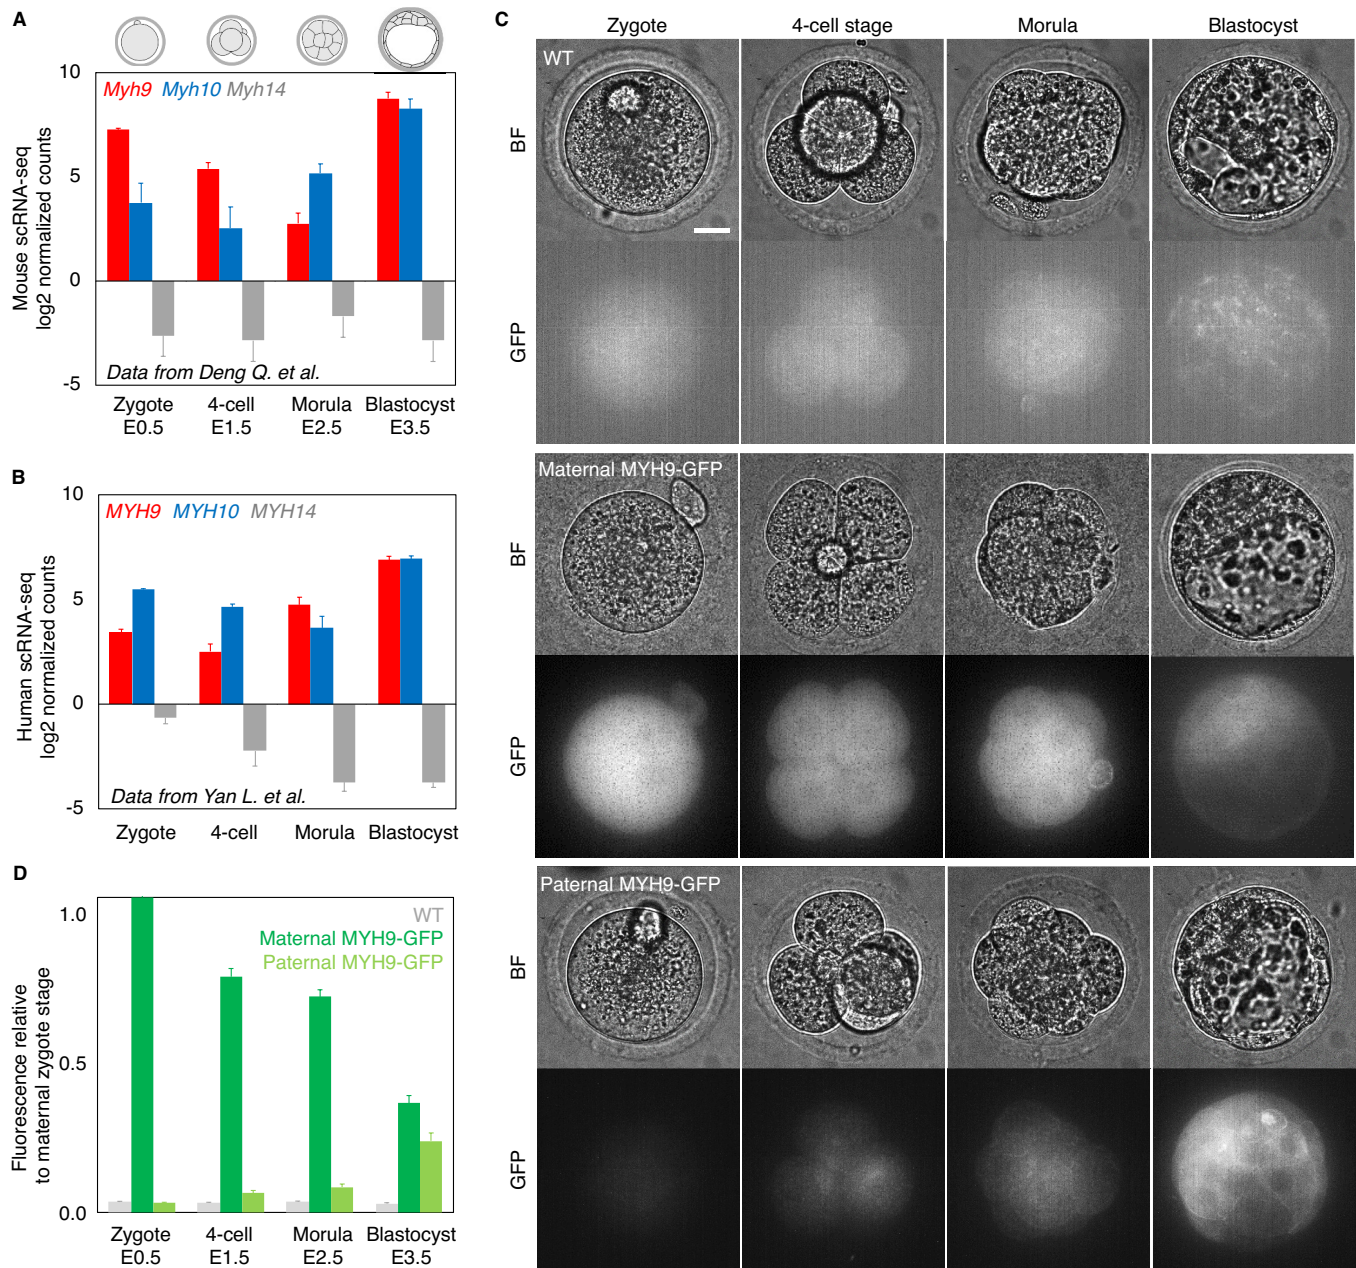 A
10
5
0
-5
Mouse scRNA-seq
log2 normalized counts
Myh9 Myh10 Myh14
Data from Deng Q. et al.
Zygote 4-cell Morula Blastocyst
E0.5 E1.5 E2.5 E3.5
B
10
5
0
-5
Human scRNA-seq
log2 normalized counts
MYH9 MYH10 MYH14
Data from Yan L. et al.
Zygote 4-cell Morula Blastocyst
C
Zygote 4-cell stage Morula Blastocyst
WT
BF
GFP
Maternal MYH9-GFP
BF
GFP
Paternal MYH9-GFP
BF
GFP
D
1.0
0.5
0.0
Fluorescence relative
to maternal zygote stage
WT
Maternal MYH9-GFP
Paternal MYH9-GFP
Zygote 4-cell Morula Blastocyst
E0.5 E1.5 E2.5 E3.5